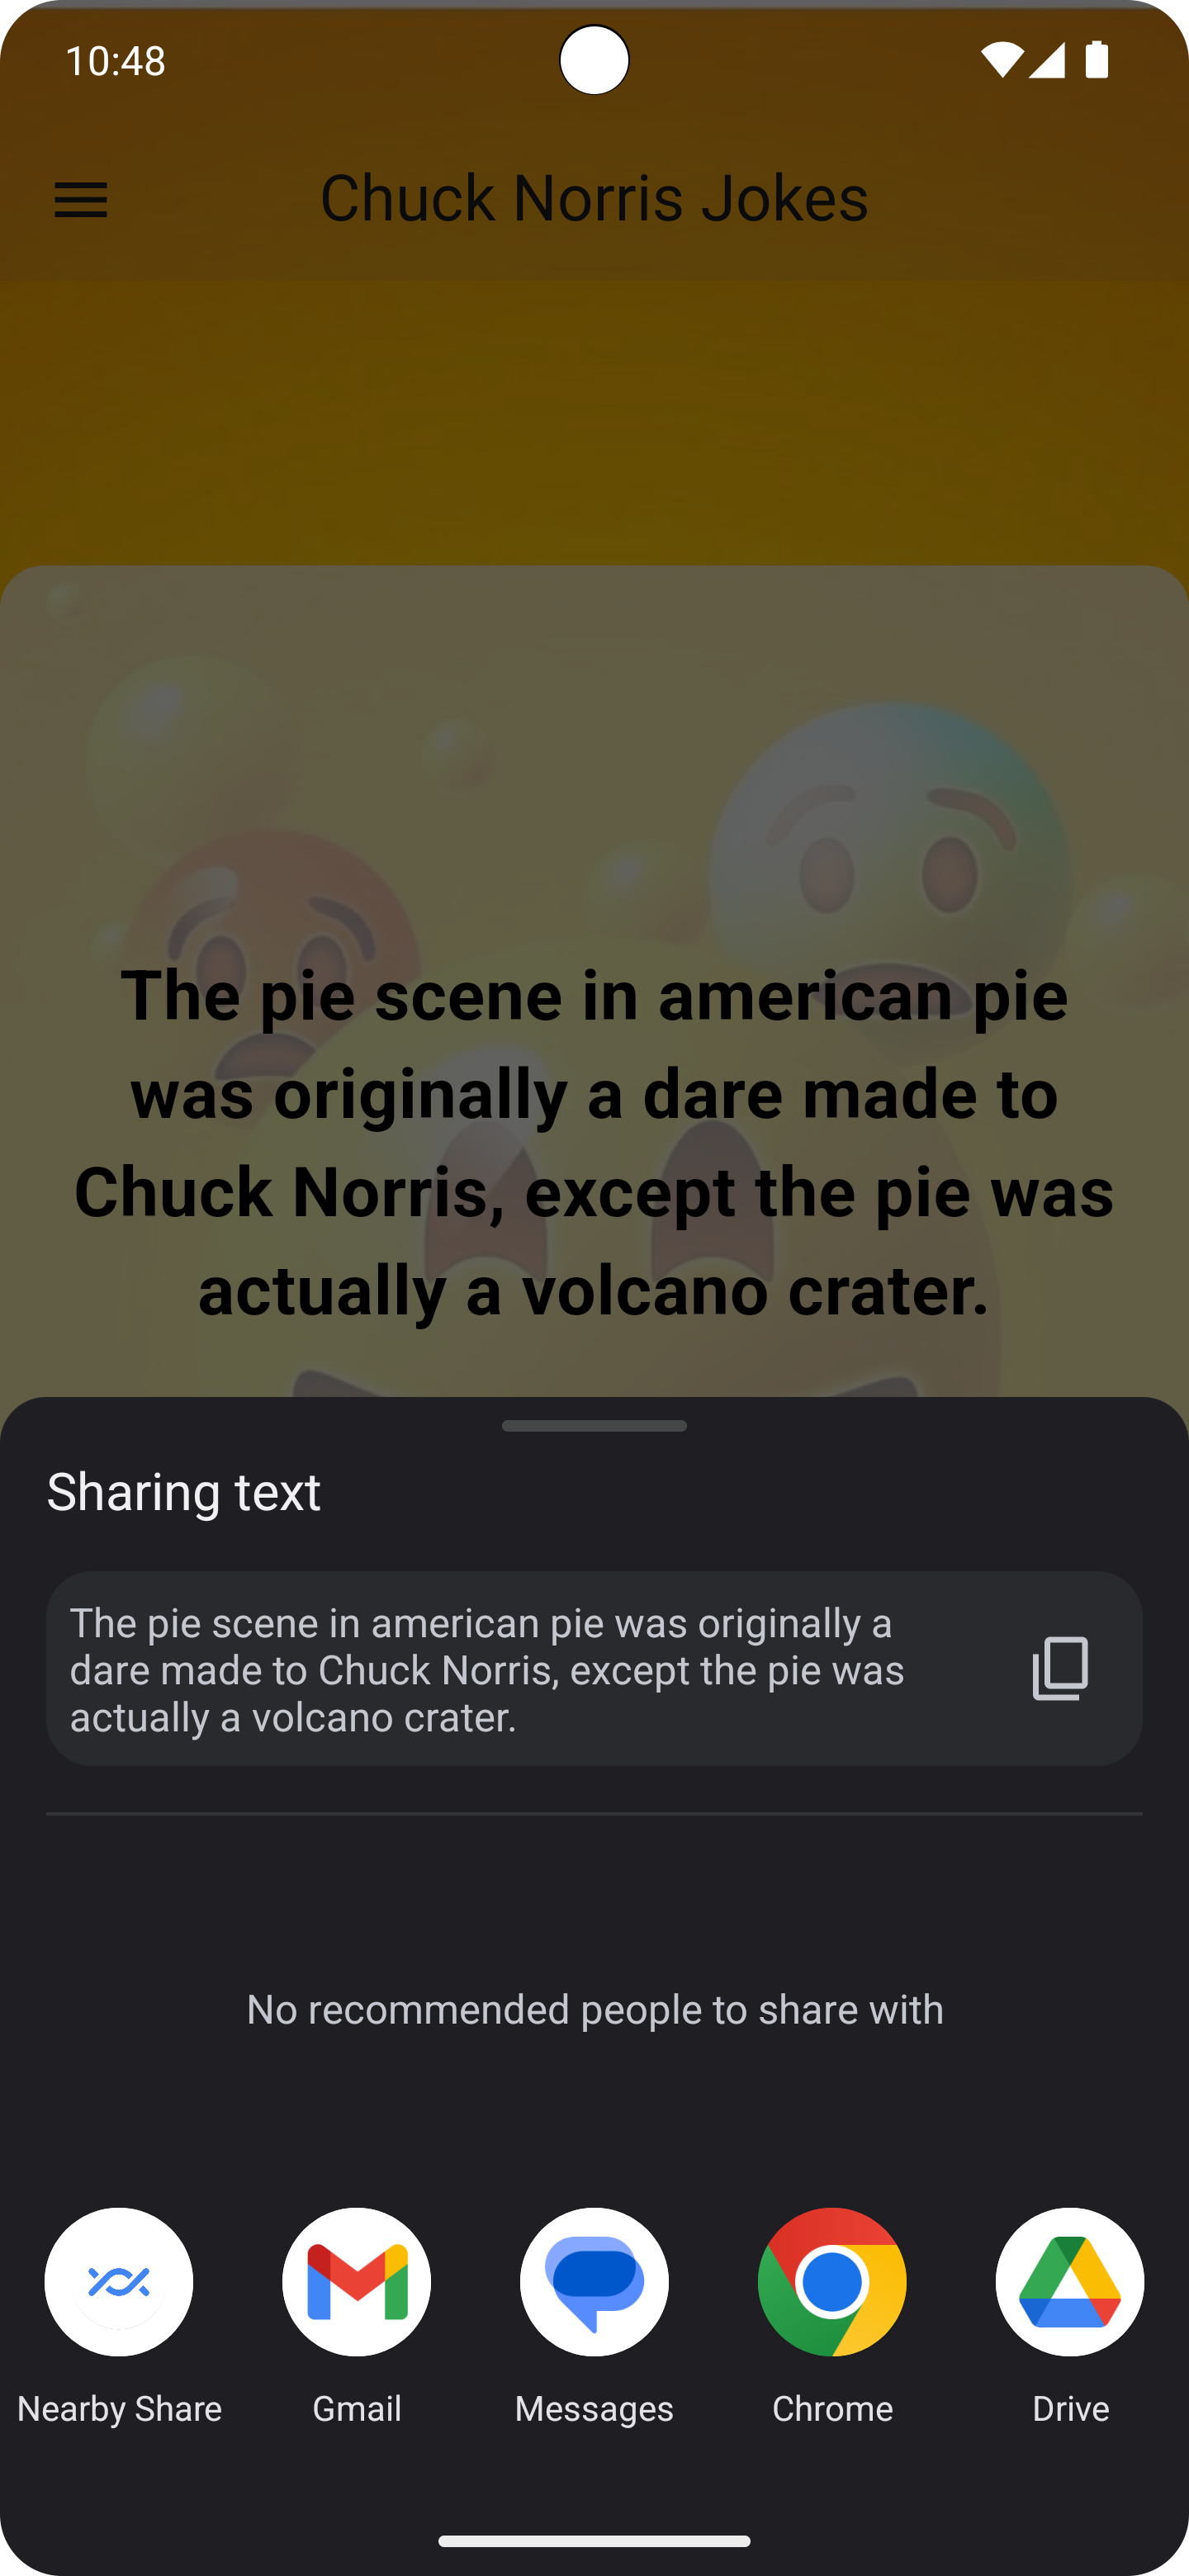 10:48
Chuck Norris Jokes
The pie scene in american pie
was originally a dare made to
Chuck Norris, except the pie was
actually a volcano crater.
Sharing text
The pie scene in american pie was originally a
dare made to Chuck Norris, except the pie was
actually a volcano crater.
No recommended people to share with
Nearby Share
Gmail
Messages
Chrome
Drive